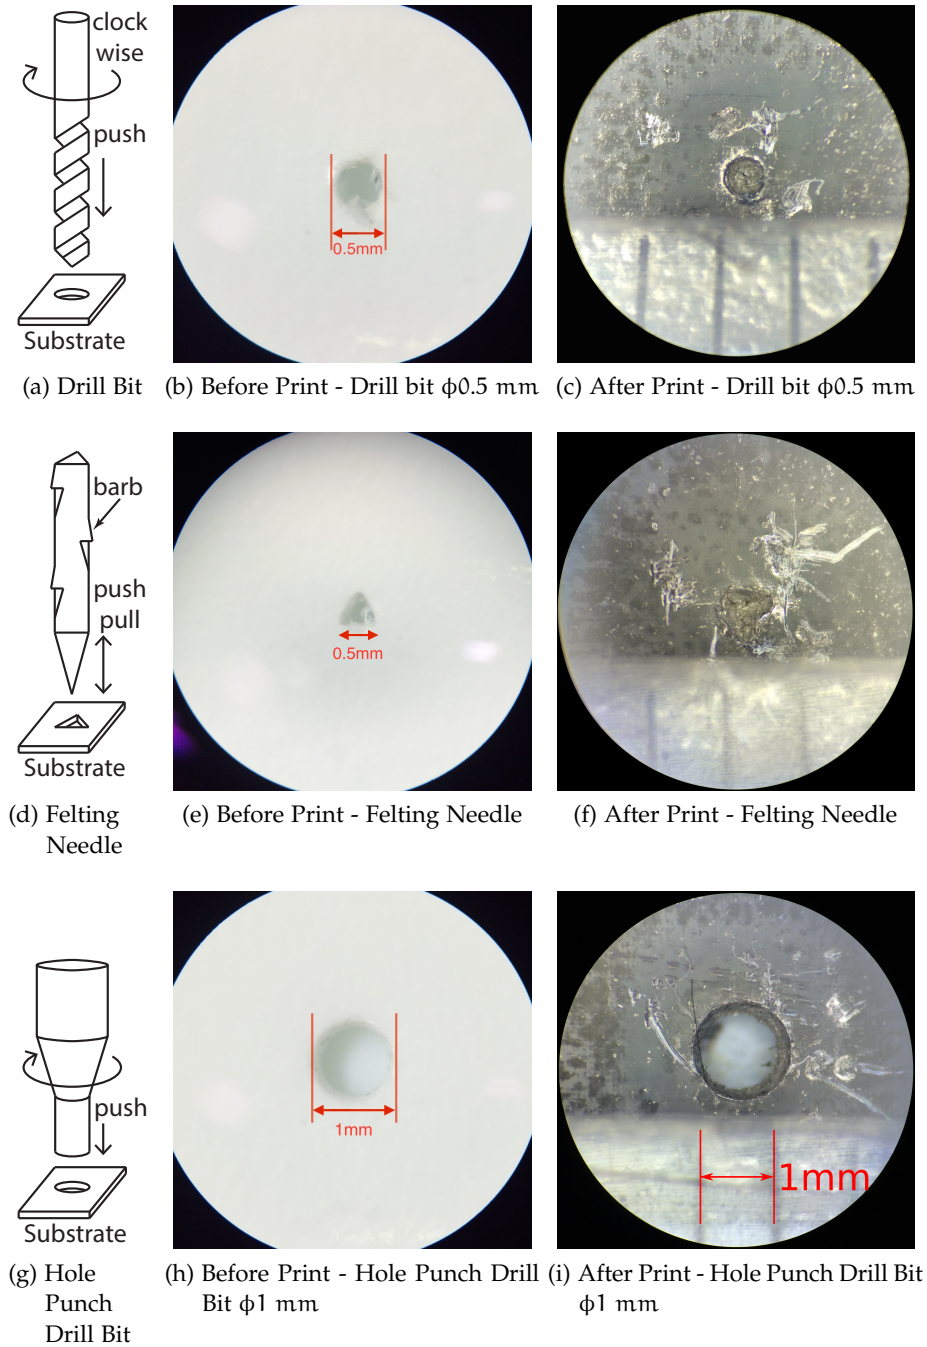 clock
wise
push
0.5mm
Substrate
(a) Drill Bit
(b) Before Print - Drill bit ϕ0.5 mm
(c) After Print - Drill bit ϕ0.5 mm
barb
push
pull
0.5mm
Substrate
(d) Felting
Needle
(e) Before Print - Felting Needle
(f) After Print - Felting Needle
push
1mm
1mm
Substrate
(g) Hole
Punch
Drill Bit
(h) Before Print - Hole Punch Drill
Bit ϕ1 mm
(i) After Print - Hole Punch Drill Bit
ϕ1 mm